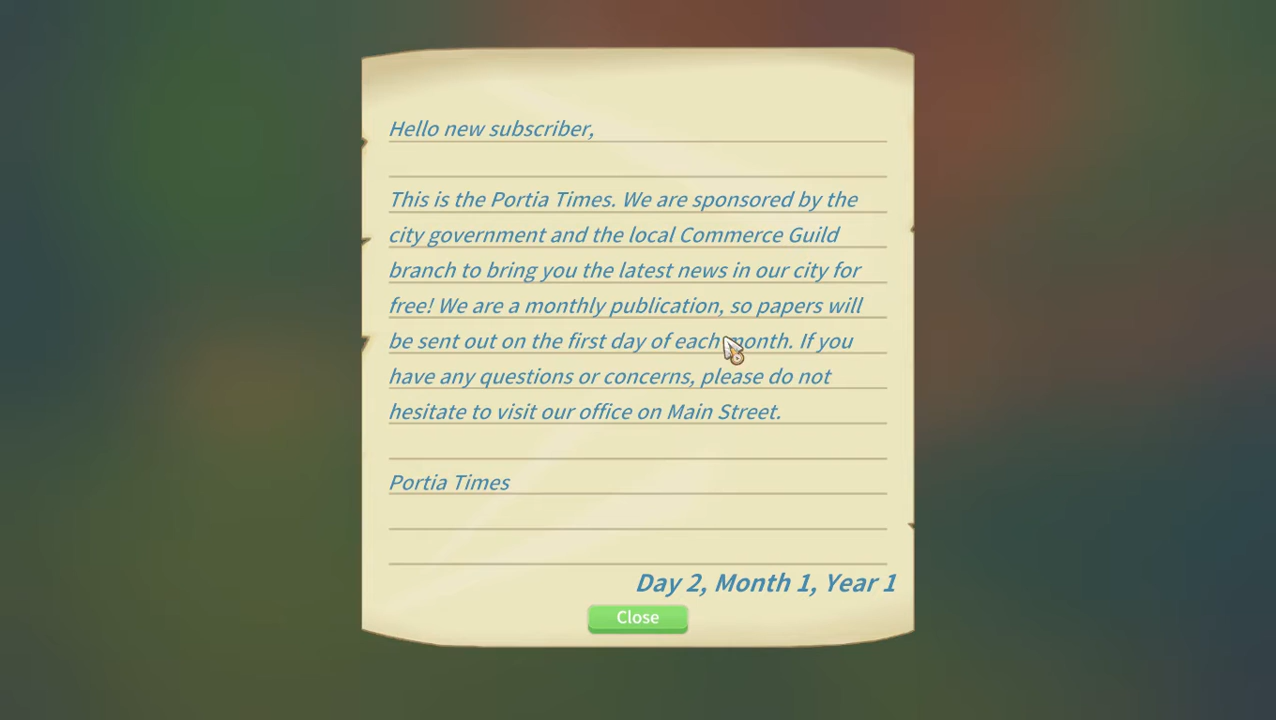 Hello new subscriber,
This is the Portia Times. We are sponsored by the
city government and the local Commerce Guild
branch to bring you the latest news in our city for
free! We are a monthly publication, so papers will
be sent out on the first day of each month. If you
have any questions or concerns, please do not
hesitate to visit our office on Main Street.
Portia Times
Day 2, Month 1, Year 1
Close